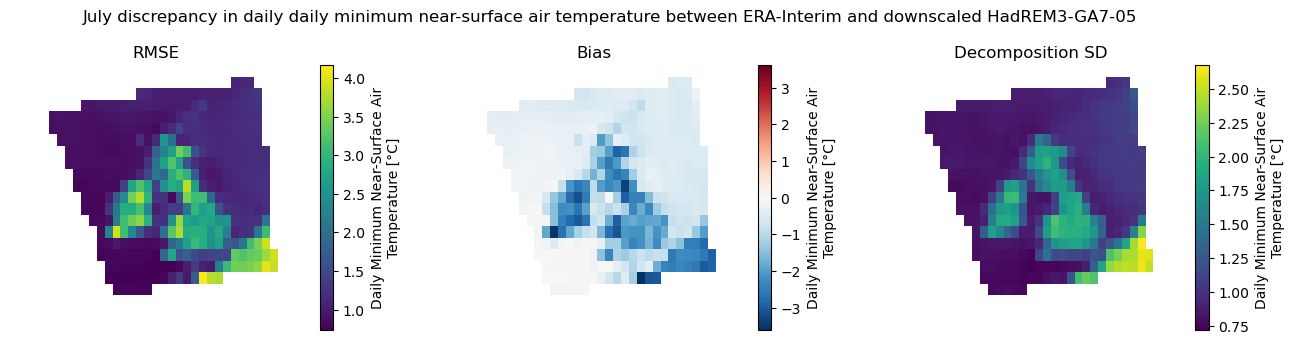 July discrepancy in daily daily minimum near-surface air temperature between ERA-Interim and downscaled HadREM3-GA7-05
RMSE
4.0
3.5
3.0
2.5
2.0
1.5
1.0
Daily Minimum Near-Surface Air
Temperature [°C]
Bias
3
2
1
0
−1
−2
−3
Daily Minimum Near-Surface Air
Temperature [°C]
Decomposition SD
2.50
2.25
2.00
1.75
1.50
1.25
1.00
0.75
Daily Minimum Near-Surface Air
Temperature [°C]